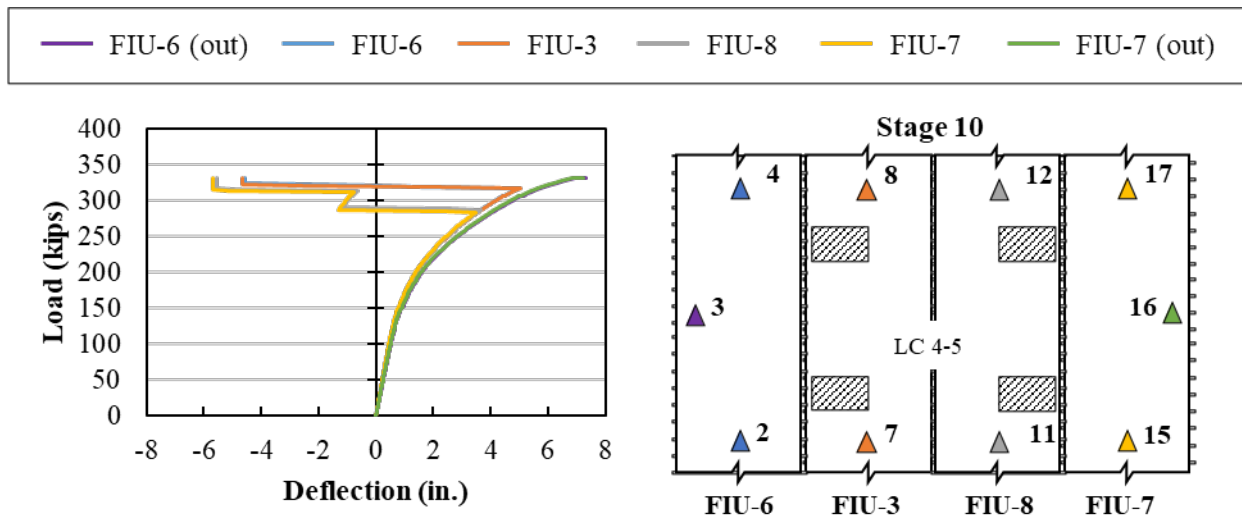 FIU-6 (out) FIU-6 FIU-3 FIU-8 FIU-7 FIU-7 (out)
Load (kips)
400
350
300
250
200
150
100
50
0
-8 -6 -4 -2 0 2 4 6 8
Deflection (in.)
Stage 10
4 8 12 17
3 16
LC 4-5
2 7 11 15
FIU-6 FIU-3 FIU-8 FIU-7